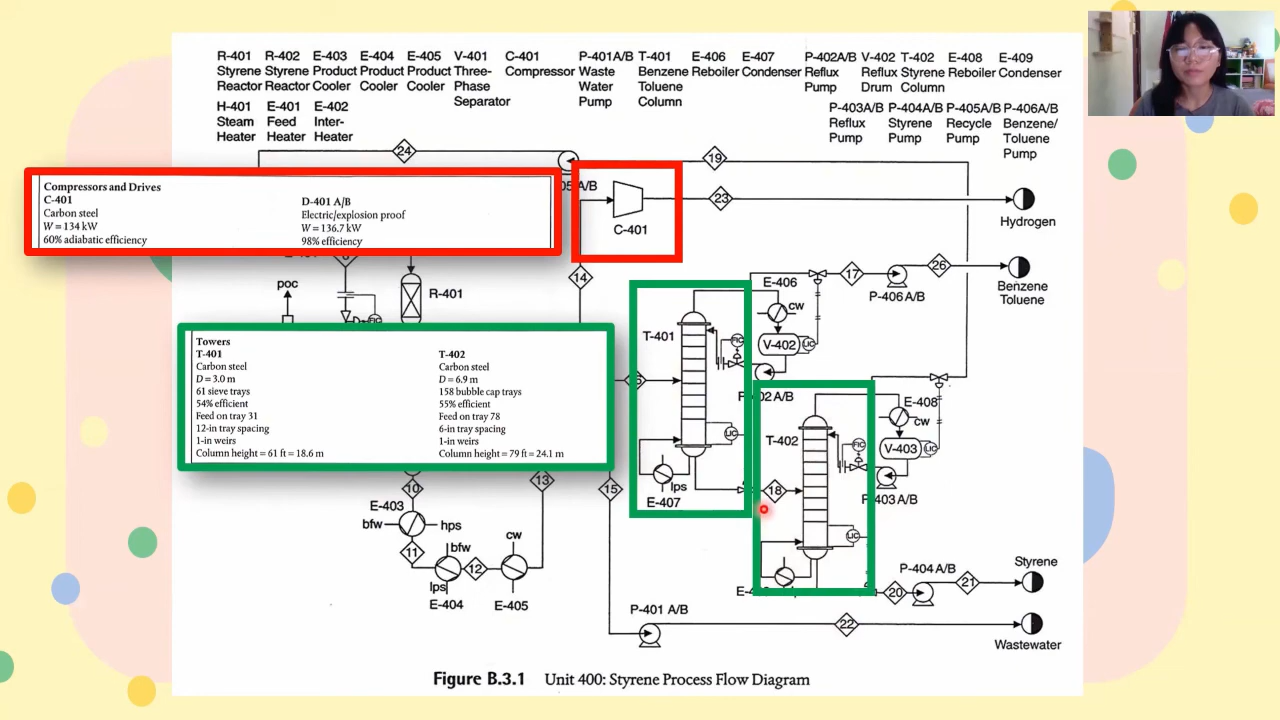 R-401 R-402 E-403 E-404 E-405 V-401 C-401 P-401A/B T-401 E-406 E-407 P-402A/B V-402 T-402 E-408 E-409
Styrene Styrene Product Product Product Three- Compressor Waste Benzene Reboiler Condenser Reflux Reflux Styrene Reboiler Condenser
Reactor Reactor Cooler Cooler Cooler Phase Water Toluene Pump Drum Column
Separator Pump Column
H-401 E-401 E-402 P-403A/B P-404A/B P-405A/B P-406A/B
Steam Feed Inter- Reflux Styrene Recycle Benzene/
Heater Heater Heater Pump Pump Pump Toluene
Pump
24
19
Compressors and Drives
C-401 D-401 A/B
Carbon steel Electric/explosion proof
W = 134 kW W = 136.7 kW
60% adiabatic efficiency 98% efficiency
A/B
C-401
23
Hydrogen
14
poc
R-401
E-406
cw
17
26
P-406 A/B
Benzene
Toluene
T-401
V-402
LIC
Towers
T-401 T-402
Carbon steel Carbon steel
D = 3.0 m D = 6.9 m
61 sieve trays 158 bubble cap trays
54% efficient 55% efficient
Feed on tray 31 Feed on tray 78
12-in tray spacing 6-in tray spacing
1-in weirs 1-in weirs
Column height = 61 ft = 18.6 m Column height = 79 ft = 24.1 m
FIC
LIC
lps
E-407
02 A/B
E-408
cw
T-402
FIC
V-403
LIC
403 A/B
18
LIC
10
13
15
E-403
bfw
hps
11
bfw
12
cw
lps
E-404
E-405
P-404 A/B
20
21
Styrene
P-401 A/B
22
Wastewater
Figure B.3.1 Unit 400: Styrene Process Flow Diagram